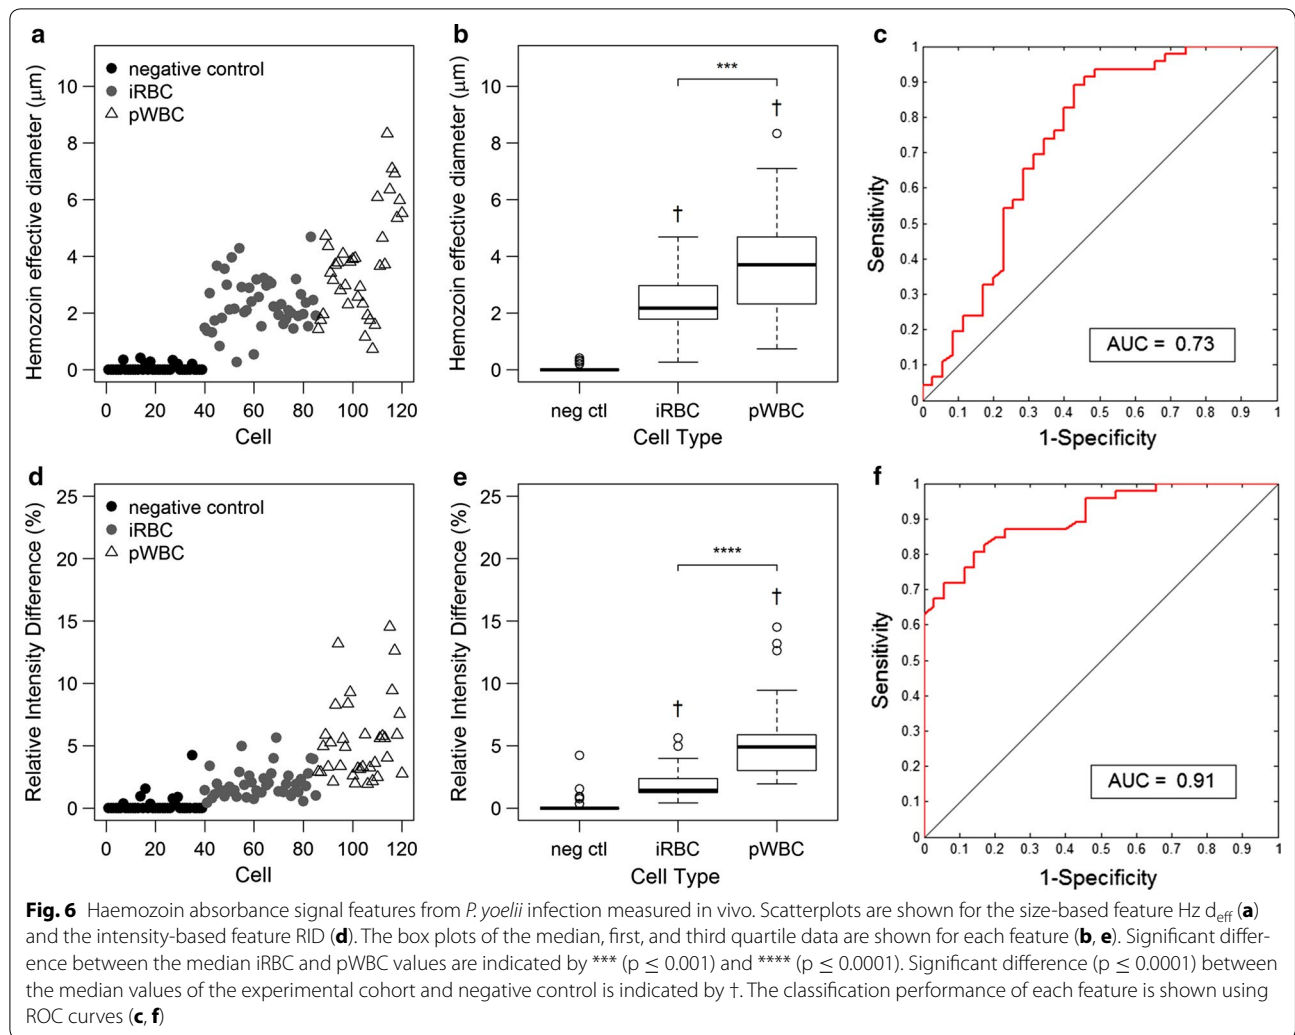 a
Hemozoin effective diameter (μm)
10
8
6
4
2
0
negative control
iRBC
pWBC
0 20 40 60 80 100 120
Cell
b
Hemozoin effective diameter (μm)
10
8
6
4
2
0
***
†
†
neg ctl iRBC pWBC
Cell Type
c
Sensitivity
1
0.9
0.8
0.7
0.6
0.5
0.4
0.3
0.2
0.1
0
AUC = 0.73
0.1 0.2 0.3 0.4 0.5 0.6 0.7 0.8 0.9 1
1-Specificity
d
Relative Intensity Difference (%)
25
20
15
10
5
0
negative control
iRBC
pWBC
0 20 40 60 80 100 120
Cell
e
Relative Intensity Difference (%)
25
20
15
10
5
0
****
†
†
neg ctl iRBC pWBC
Cell Type
f
Sensitivity
1
0.9
0.8
0.7
0.6
0.5
0.4
0.3
0.2
0.1
0
AUC = 0.91
0 0.1 0.2 0.3 0.4 0.5 0.6 0.7 0.8 0.9 1
1-Specificity
Fig. 6 Haemozoin absorbance signal features from P. yoelii infection measured in vivo. Scatterplots are shown for the size-based feature Hz deff (a)
and the intensity-based feature RID (d). The box plots of the median, first, and third quartile data are shown for each feature (b, e). Significant differ-
ence between the median iRBC and pWBC values are indicated by *** (p ≤ 0.001) and **** (p ≤ 0.0001). Significant difference (p ≤ 0.0001) between
the median values of the experimental cohort and negative control is indicated by †. The classification performance of each feature is shown using
ROC curves (c, f)